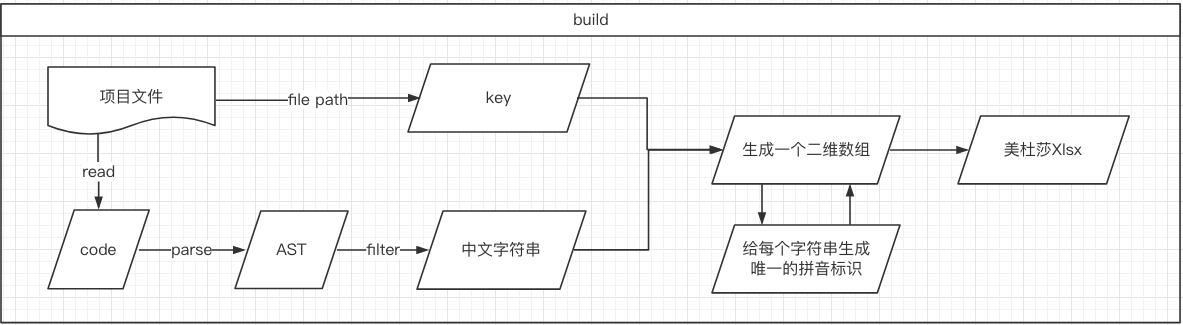 build
项目文件
file path
key
生成一个二维数组
美杜莎Xlsx
read
code
parse
AST
filter
中文字符串
给每个字符串生成
唯一的拼音标识